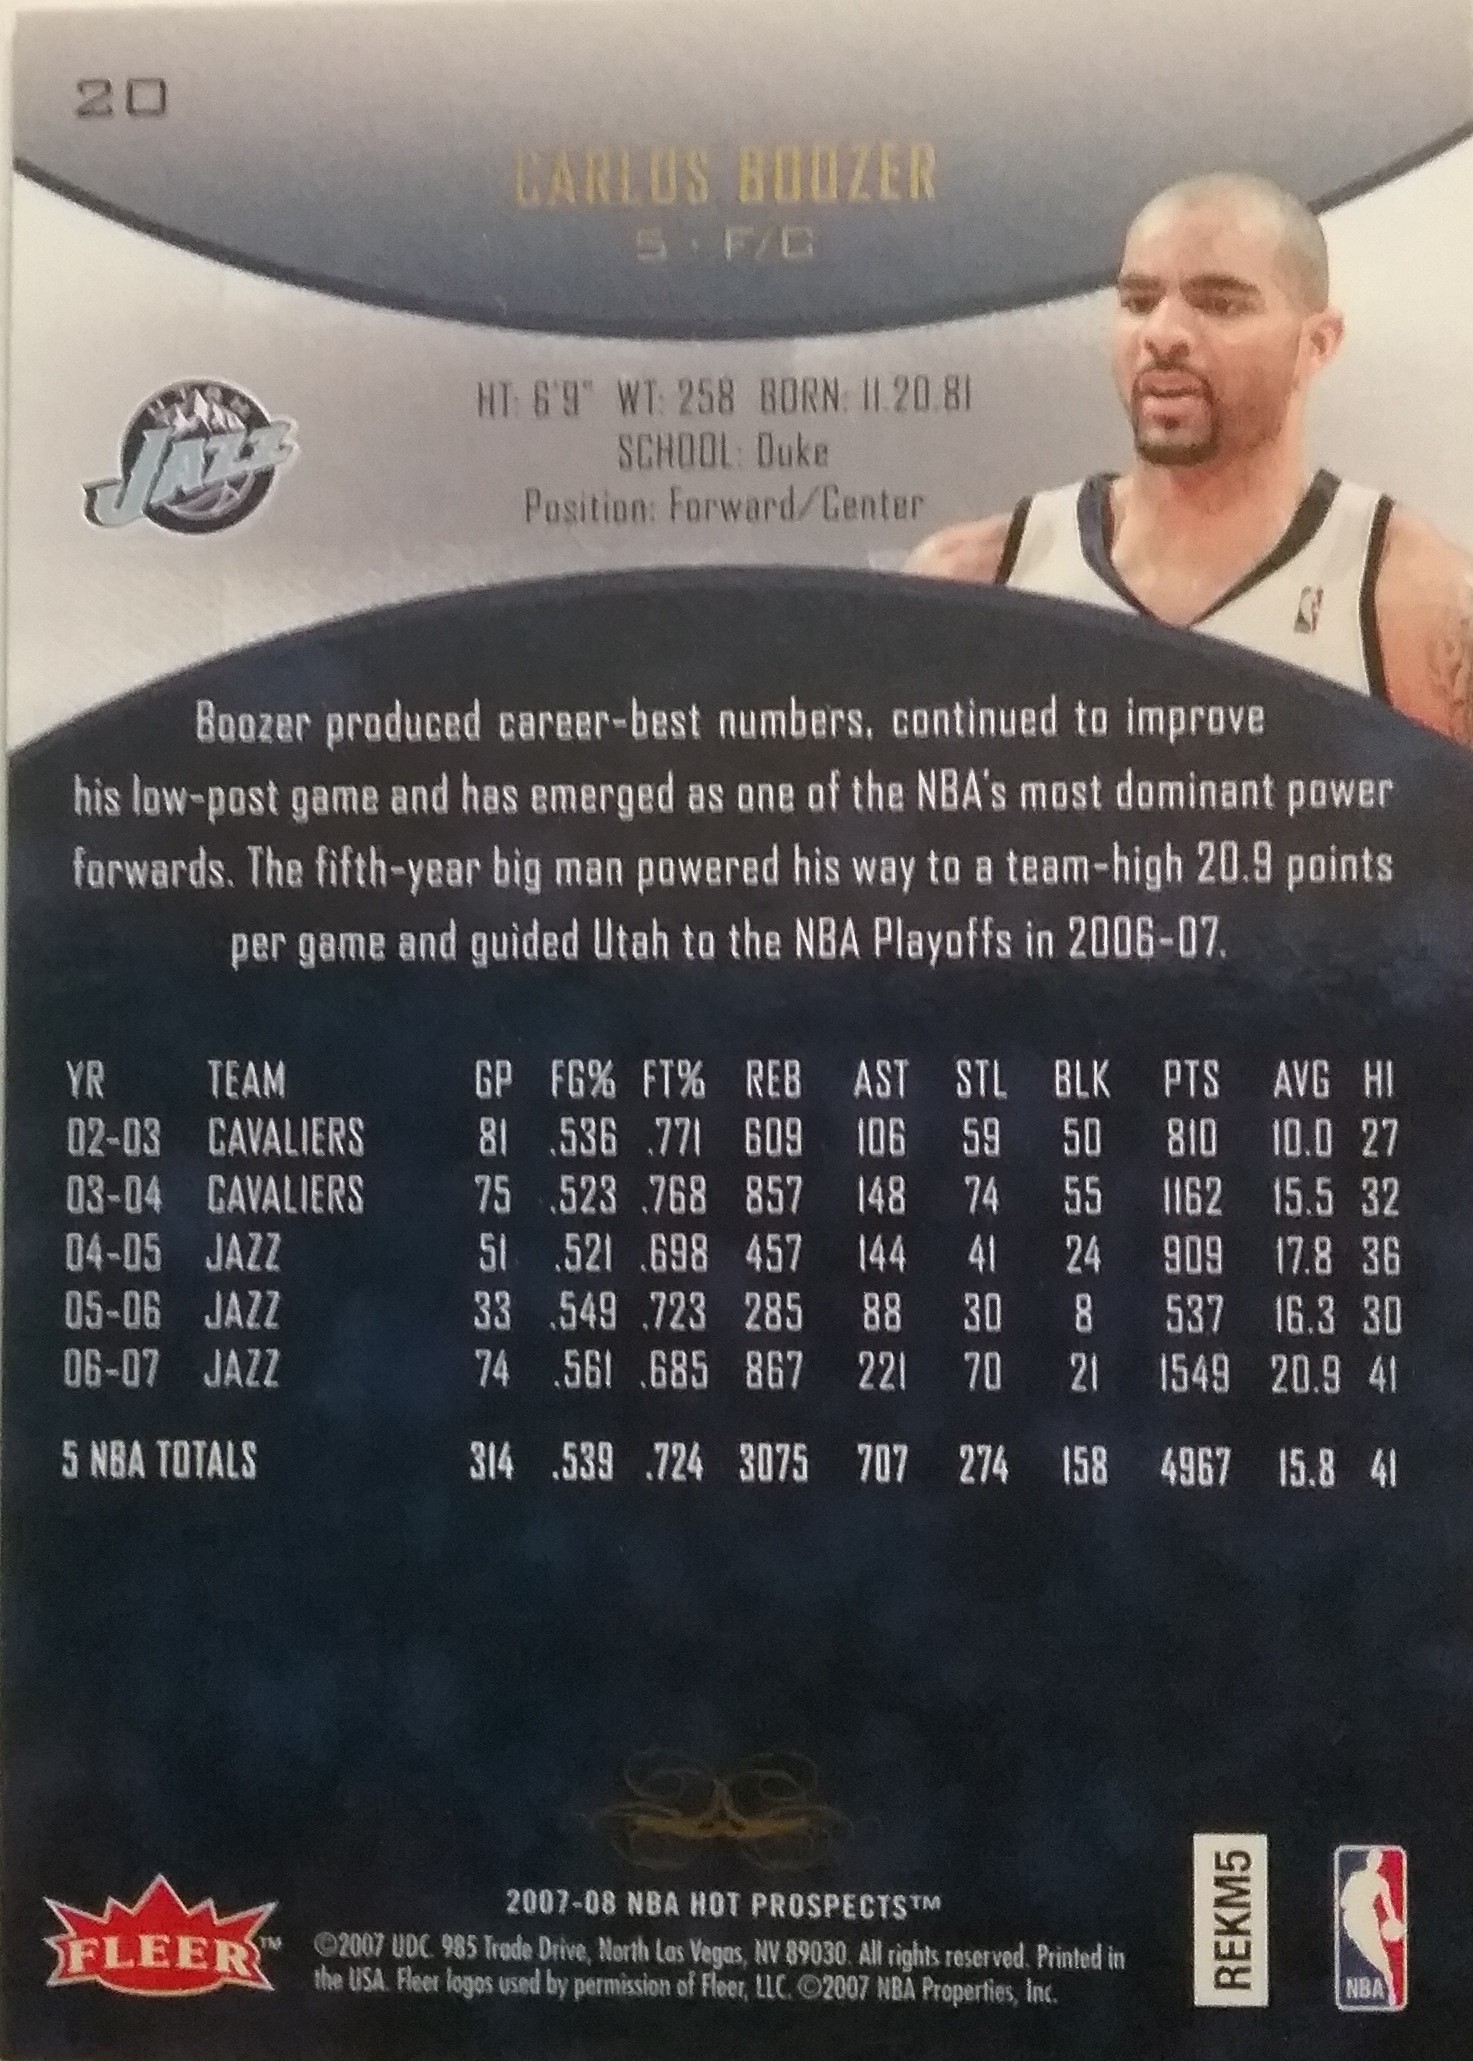 20
CARLOS BOOZER
5 · F/C
HT: 6'9" WT: 258 BORN: 11.20.81
SCHOOL: Duke
Position: Forward/Center
JAZZ
Boozer produced career-best numbers, continued to improve
his low-post game and has emerged as one of the NBA's most dominant power
forwards. The fifth-year big man powered his way to a team-high 20.9 points
per game and guided Utah to the NBA Playoffs in 2006-07.
YR TEAM GP FG% FT% REB AST STL BLK PTS AVG HI
02-03 CAVALIERS 81 .536 .771 609 106 59 50 810 10.0 27
03-04 CAVALIERS 75 .523 .768 857 148 74 55 1162 15.5 32
04-05 JAZZ 51 .521 .698 457 144 41 24 909 17.8 36
05-06 JAZZ 33 .549 .723 285 88 30 8 537 16.3 30
06-07 JAZZ 74 .561 .685 867 221 70 21 1549 20.9 41
5 NBA TOTALS 314 .539 .724 3075 707 274 158 4967 15.8 41
2007-08 NBA HOT PROSPECTS™
©2007 UDC. 985 Trade Drive, North Las Vegas, NV 89030. All rights reserved. Printed in
the USA. Fleer logos used by permission of Fleer, LLC. ©2007 NBA Properties, Inc.
FLEER™
REKM5
NBA